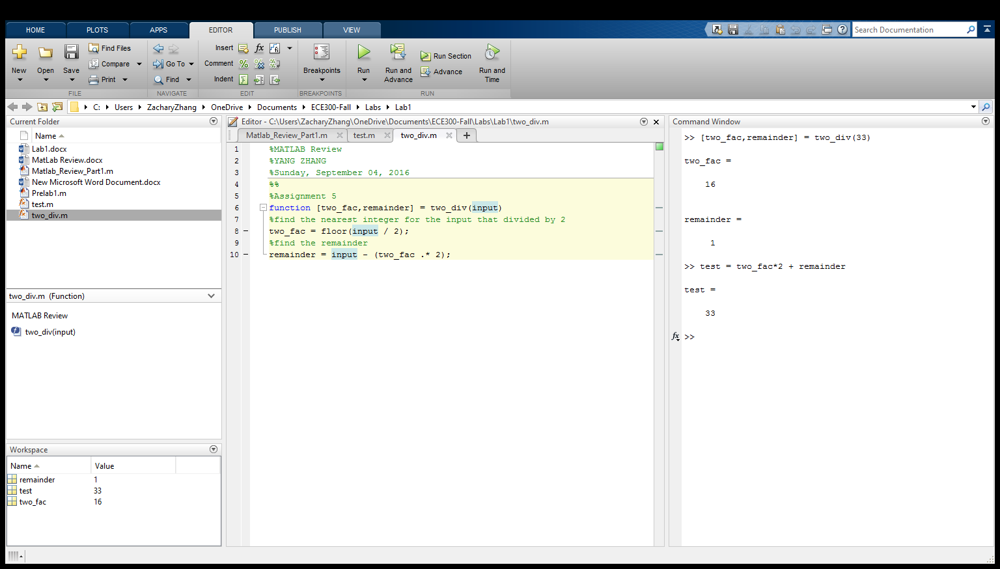 HOME PLOTS APPS EDITOR PUBLISH VIEW Search Documentation
New Open Save Find Files Compare Print
FILE
Go To Find
NAVIGATE
Insert fx fi
Comment % % %
Indent
EDIT
Breakpoints
BREAKPOINTS
Run Run and Advance Run Section Advance Run and Time
RUN
C: Users ZacharyZhang OneDrive Documents ECE300-Fall Labs Lab1
Current Folder
Name
Lab1.docx
MatLab Review.docx
Matlab_Review_Part1.m
New Microsoft Word Document.docx
Prelab1.m
test.m
two_div.m
two_div.m (Function)
MATLAB Review
two_div(input)
Workspace
Name Value
remainder 1
test 33
two_fac 16
Editor - C:\Users\ZacharyZhang\OneDrive\Documents\ECE300-Fall\Labs\Lab1\two_div.m
Matlab_Review_Part1.m test.m two_div.m
1 %MATLAB Review
2 %YANG ZHANG
3 %Sunday, September 04, 2016
4 %%
5 %Assignment 5
6 function [two_fac,remainder] = two_div(input)
7 %find the nearest integer for the input that divided by 2
8 – two_fac = floor(input / 2);
9 %find the remainder
10 – remainder = input - (two_fac .* 2);
Command Window
>> [two_fac,remainder] = two_div(33)
two_fac =
16
remainder =
1
>> test = two_fac*2 + remainder
test =
33
fx >>